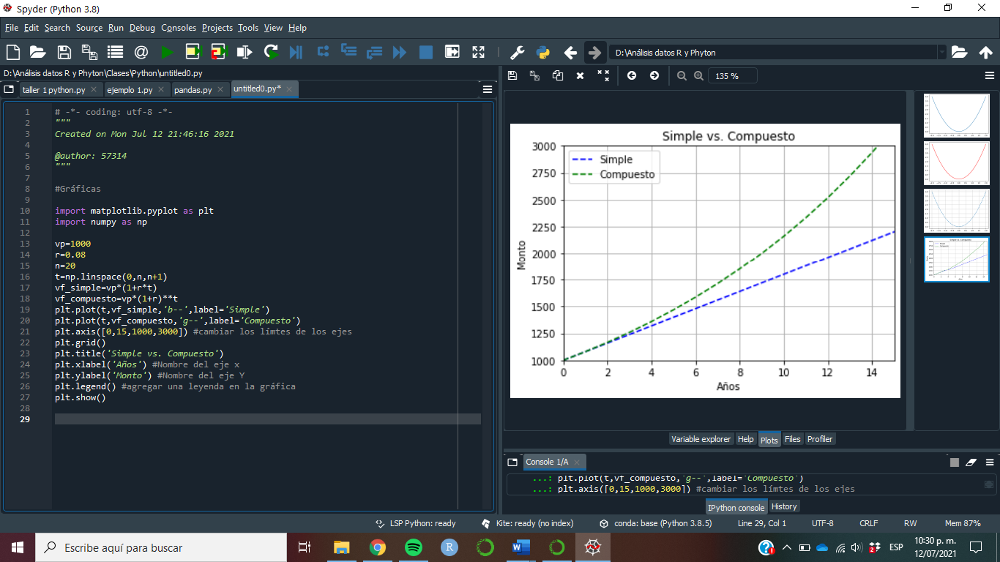 Spyder (Python 3.8)
File Edit Search Source Run Debug Consoles Projects Tools View Help
D:\Análisis datos R y Phyton
D:\Análisis datos R y Phyton\Clases\Python\untitled0.py
taller 1 python.py
ejemplo 1.py
pandas.py
untitled0.py*
1 # -*- coding: utf-8 -*-
2 """
3 Created on Mon Jul 12 21:46:16 2021
4
5 @author: 57314
6 """
7
8 #Gráficas
9
10 import matplotlib.pyplot as plt
11 import numpy as np
12
13 vp=1000
14 r=0.08
15 n=20
16 t=np.linspace(0,n,n+1)
17 vf_simple=vp*(1+r*t)
18 vf_compuesto=vp*(1+r)**t
19 plt.plot(t,vf_simple,'b--',label='Simple')
20 plt.plot(t,vf_compuesto,'g--',label='Compuesto')
21 plt.axis([0,15,1000,3000]) #cambiar los límtes de los ejes
22 plt.grid()
23 plt.title('Simple vs. Compuesto')
24 plt.xlabel('Años') #Nombre del eje x
25 plt.ylabel('Monto') #Nombre del eje Y
26 plt.legend() #agregar una leyenda en la gráfica
27 plt.show()
28
29
135 %
Simple vs. Compuesto
Simple
Compuesto
3000
2750
2500
2250
2000
1750
1500
1250
1000
Monto
0 2 4 6 8 10 12 14
Años
Variable explorer Help Plots Files Profiler
Console 1/A
...: plt.plot(t,vf_compuesto,'g--',label='Compuesto')
...: plt.axis([0,15,1000,3000]) #cambiar los límtes de los ejes
IPython console History
LSP Python: ready Kite: ready (no index) conda: base (Python 3.8.5) Line 29, Col 1 UTF-8 CRLF RW Mem 87%
Escribe aquí para buscar
ESP
10:30 p. m.
12/07/2021